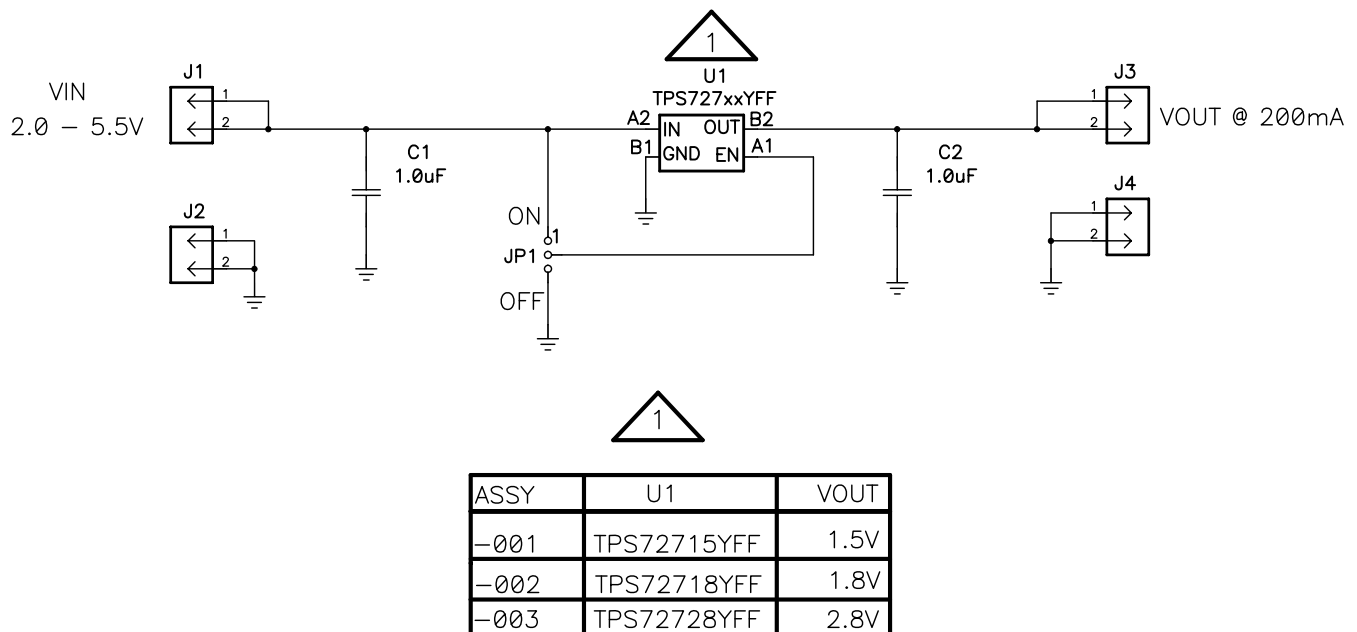 1
U1
TPS727xxYFF
VIN
2.0 – 5.5V
J1
1
2
A2
IN
OUT
B2
B1
GND
EN
A1
J3
1
2
VOUT @ 200mA
C1
1.0uF
C2
1.0uF
J2
1
2
J4
1
2
ON
1
JP1
OFF
1
ASSY U1 VOUT
–001 TPS72715YFF 1.5V
–002 TPS72718YFF 1.8V
–003 TPS72728YFF 2.8V